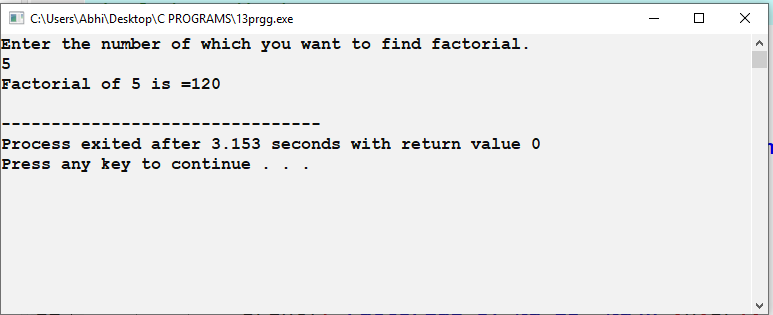 C:\Users\Abhi\Desktop\C PROGRAMS\13prgg.exe
Enter the number of which you want to find factorial.
5
Factorial of 5 is =120
--------------------------------
Process exited after 3.153 seconds with return value 0
Press any key to continue . . .